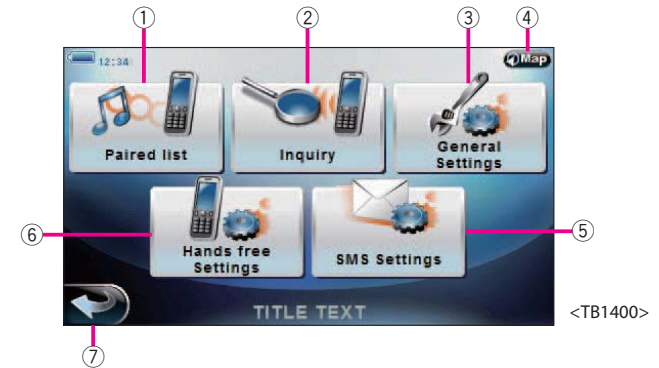 ① ② ③ ④
12:34
Map
Paired list
Inquiry
General
Settings
⑥
⑤
Hands free
Settings
SMS Settings
TITLE TEXT
<TB1400>
⑦